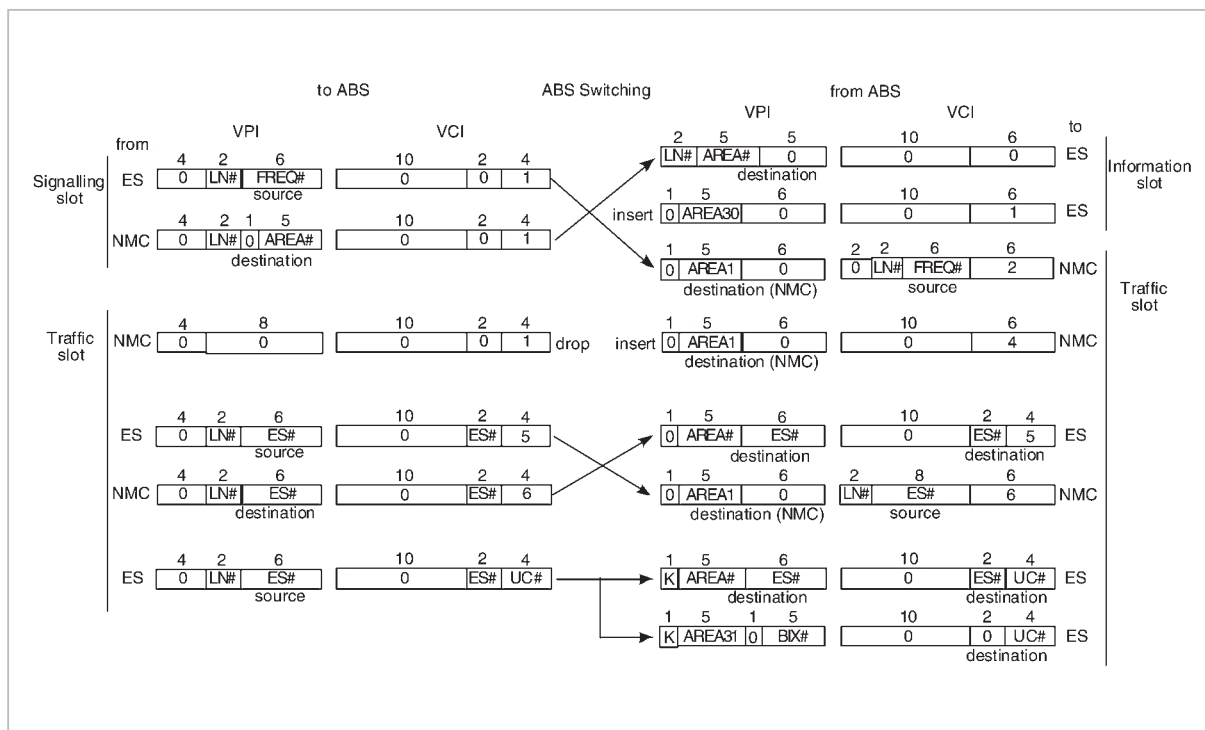 to ABS ABS Switching from ABS
VPI VCI VPI VCI
from to
4 2 6 10 2 4 2 5 5 10 6
Signalling slot ES 0 LN# FREQ# 0 0 1 LN# AREA# 0 0 0 ES Information slot
source destination
1 5 6 10 6
insert 0 AREA30 0 0 1 ES
4 2 1 5 10 2 4
NMC 0 LN# 0 AREA# 0 0 1
destination
1 5 6 2 2 6 6
0 AREA1 0 0 LN# FREQ# 2 NMC
destination (NMC) source
Traffic slot Traffic slot
4 8 10 2 4 1 5 6 10 6
NMC 0 0 0 0 1 drop insert 0 AREA1 0 0 4 NMC
destination (NMC)
4 2 6 10 2 4 1 5 6 10 2 4
ES 0 LN# ES# 0 ES# 5 0 AREA# ES# 0 ES# 5 ES
source destination destination
4 2 6 10 2 4 1 5 6 2 8 6
NMC 0 LN# ES# 0 ES# 6 0 AREA1 0 LN# ES# 6 NMC
destination destination (NMC) source
4 2 6 10 2 4 1 5 6 10 2 4
ES 0 LN# ES# 0 ES# UC# K AREA# ES# 0 ES# UC# ES
source destination destination
1 5 1 5 10 2 4
K AREA31 0 BIX# 0 0 UC# ES
destination